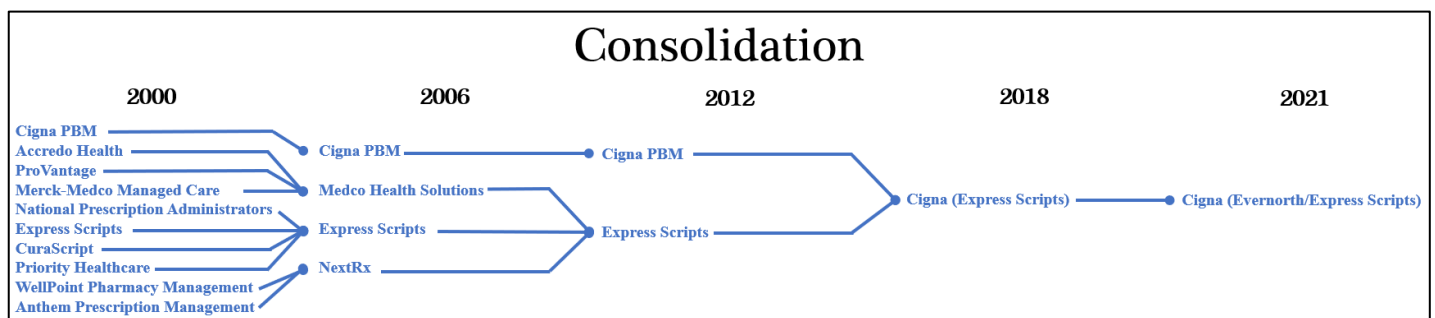 Consolidation
2000 2006 2012 2018 2021
Cigna PBM
Accredo Health
ProVantage
Merck-Medco Managed Care
National Prescription Administrators
Express Scripts
CuraScript
Priority Healthcare
WellPoint Pharmacy Management
Anthem Prescription Management
Cigna PBM
Medco Health Solutions
Express Scripts
NextRx
Cigna PBM
Express Scripts
Cigna (Express Scripts)
Cigna (Evernorth/Express Scripts)